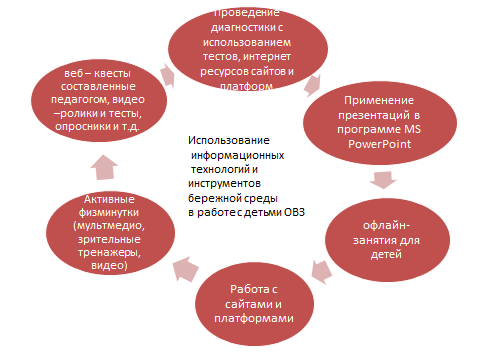 Проведение
диагностики с
использованием
тестов, интернет
ресурсов сайтов и
платформ
Применение
презентаций в
программе MS
PowerPoint
офлайн-
занятия для
детей
Работа с
сайтами и
платформами
Активные
физминутки
(мультмедио,
зрительные
тренажеры,
видео)
веб – квесты
составленные
педагогом, видео
–ролики и тесты,
опросники и т.д.
Использование
информационных
технологий и
инструментов
бережной среды
в работе с детьми ОВЗ